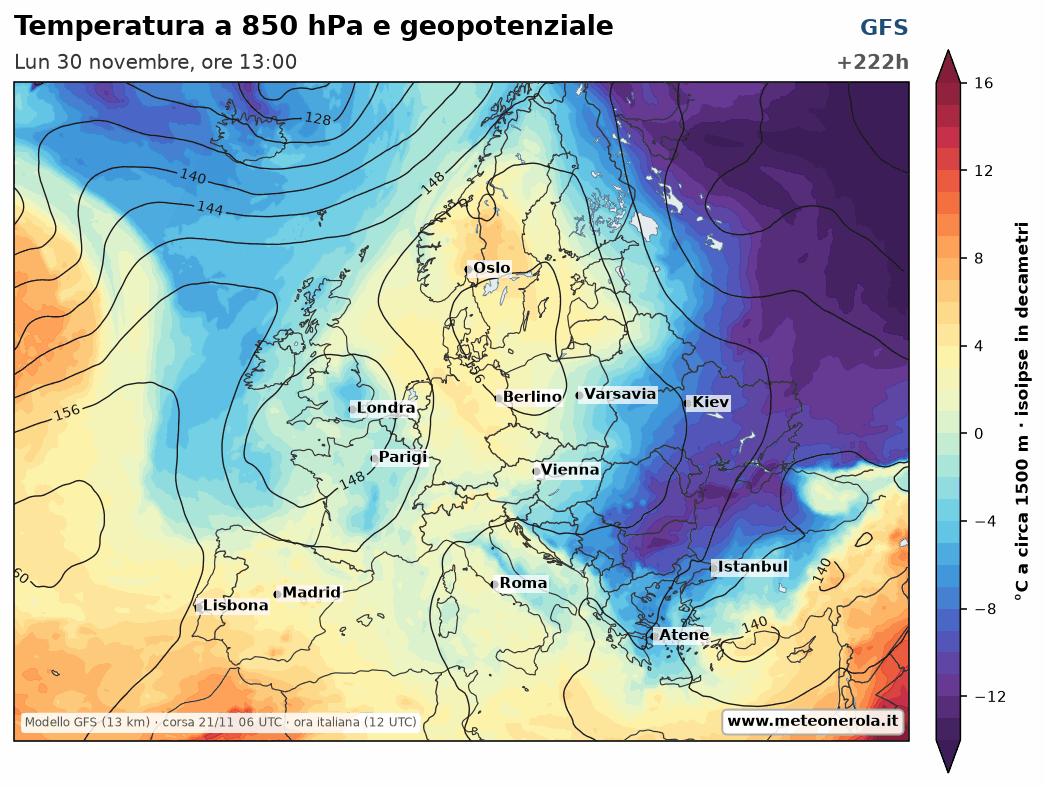 Temperatura a 850 hPa e geopotenziale
GFS
Lun 30 novembre, ore 13:00
+222h
128
140
144
148
156
156
148
60
140
140
Oslo
Londra
Berlino
Varsavia
Kiev
Parigi
Vienna
Istanbul
Roma
Madrid
Lisbona
Atene
16
12
8
4
0
−4
−8
−12
°C a circa 1500 m · isoipse in decametri
Modello GFS (13 km) · corsa 21/11 06 UTC · ora italiana (12 UTC)
www.meteonerola.it